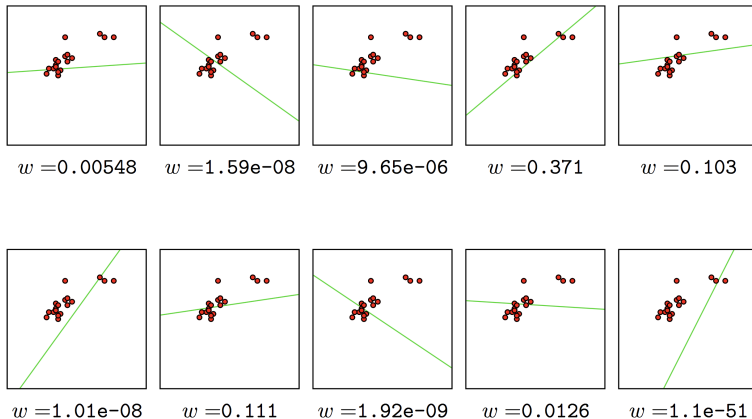 w =0.00548 w =1.59e-08 w =9.65e-06 w =0.371 w =0.103
w =1.01e-08 w =0.111 w =1.92e-09 w =0.0126 w =1.1e-51